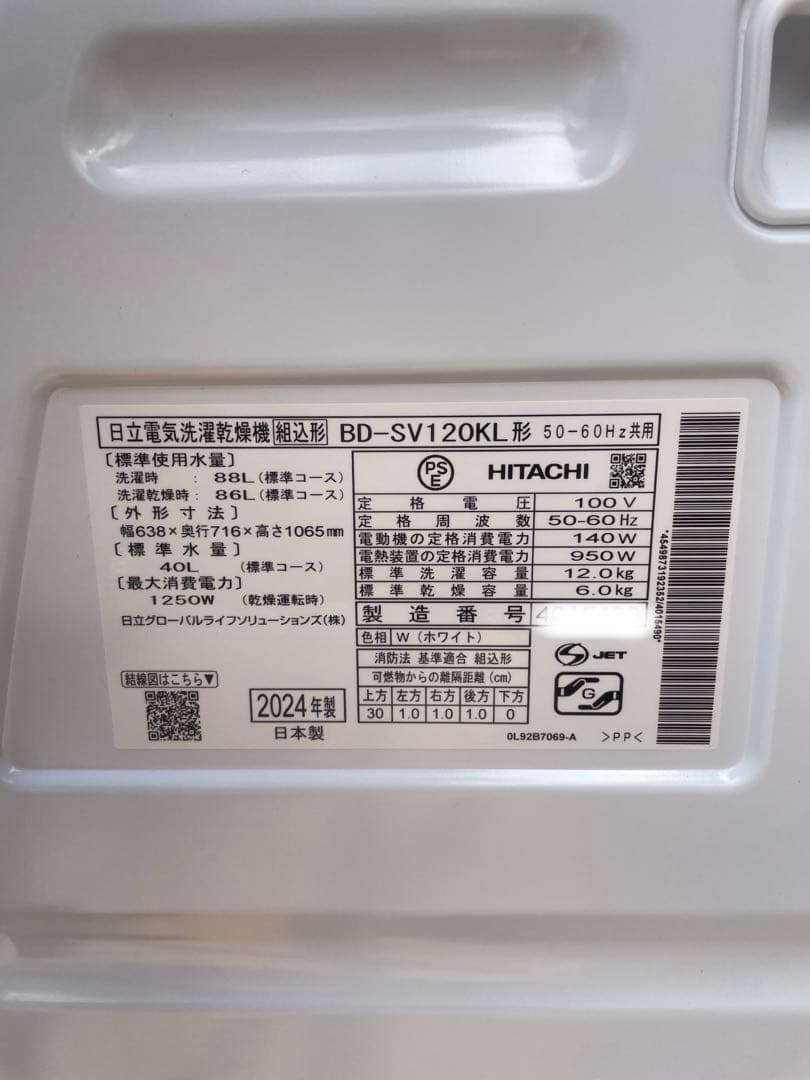 日立電気洗濯乾燥機 組込形 BD-SV120KL形 50-60Hz共用
〔標準使用水量〕
洗濯時 : 88L(標準コース)
洗濯乾燥時 : 86L(標準コース)
〔外形寸法〕
幅638×奥行716×高さ1065mm
〔標準水量〕
40L (標準コース)
〔最大消費電力〕
1250W (乾燥運転時)
日立グローバルライフソリューションズ(株)
結線図はこちら▼
2024年製
日本製
PSE HITACHI
定格電圧 100V
定格周波数 50-60Hz
電動機の定格消費電力 140W
電熱装置の定格消費電力 950W
標準洗濯容量 12.0kg
標準乾燥容量 6.0kg
製造番号
色相 W(ホワイト)
消防法 基準適合 組込形
可燃物からの離隔距離(cm)
上方 左方 右方 後方 下方
30 1.0 1.0 1.0 0
S JET
G
0L92B7069-A >PP<
*4549873192352/4015490*